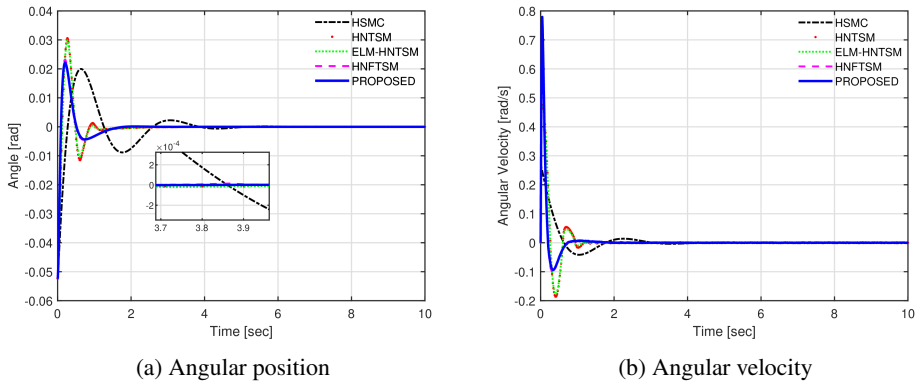 0.04
0.03
0.02
0.01
0
-0.01
-0.02
-0.03
-0.04
-0.05
-0.06
Angle [rad]
HSMC
HNTSM
ELM-HNTSM
HNFTSM
PROPOSED
×10⁻⁴
2
0
-2
3.7 3.8 3.9
0 2 4 6 8 10
Time [sec]
(a) Angular position
0.8
0.7
0.6
0.5
0.4
0.3
0.2
0.1
0
-0.1
-0.2
Angular Velocity [rad/s]
HSMC
HNTSM
ELM-HNTSM
HNFTSM
PROPOSED
0 2 4 6 8 10
Time [sec]
(b) Angular velocity